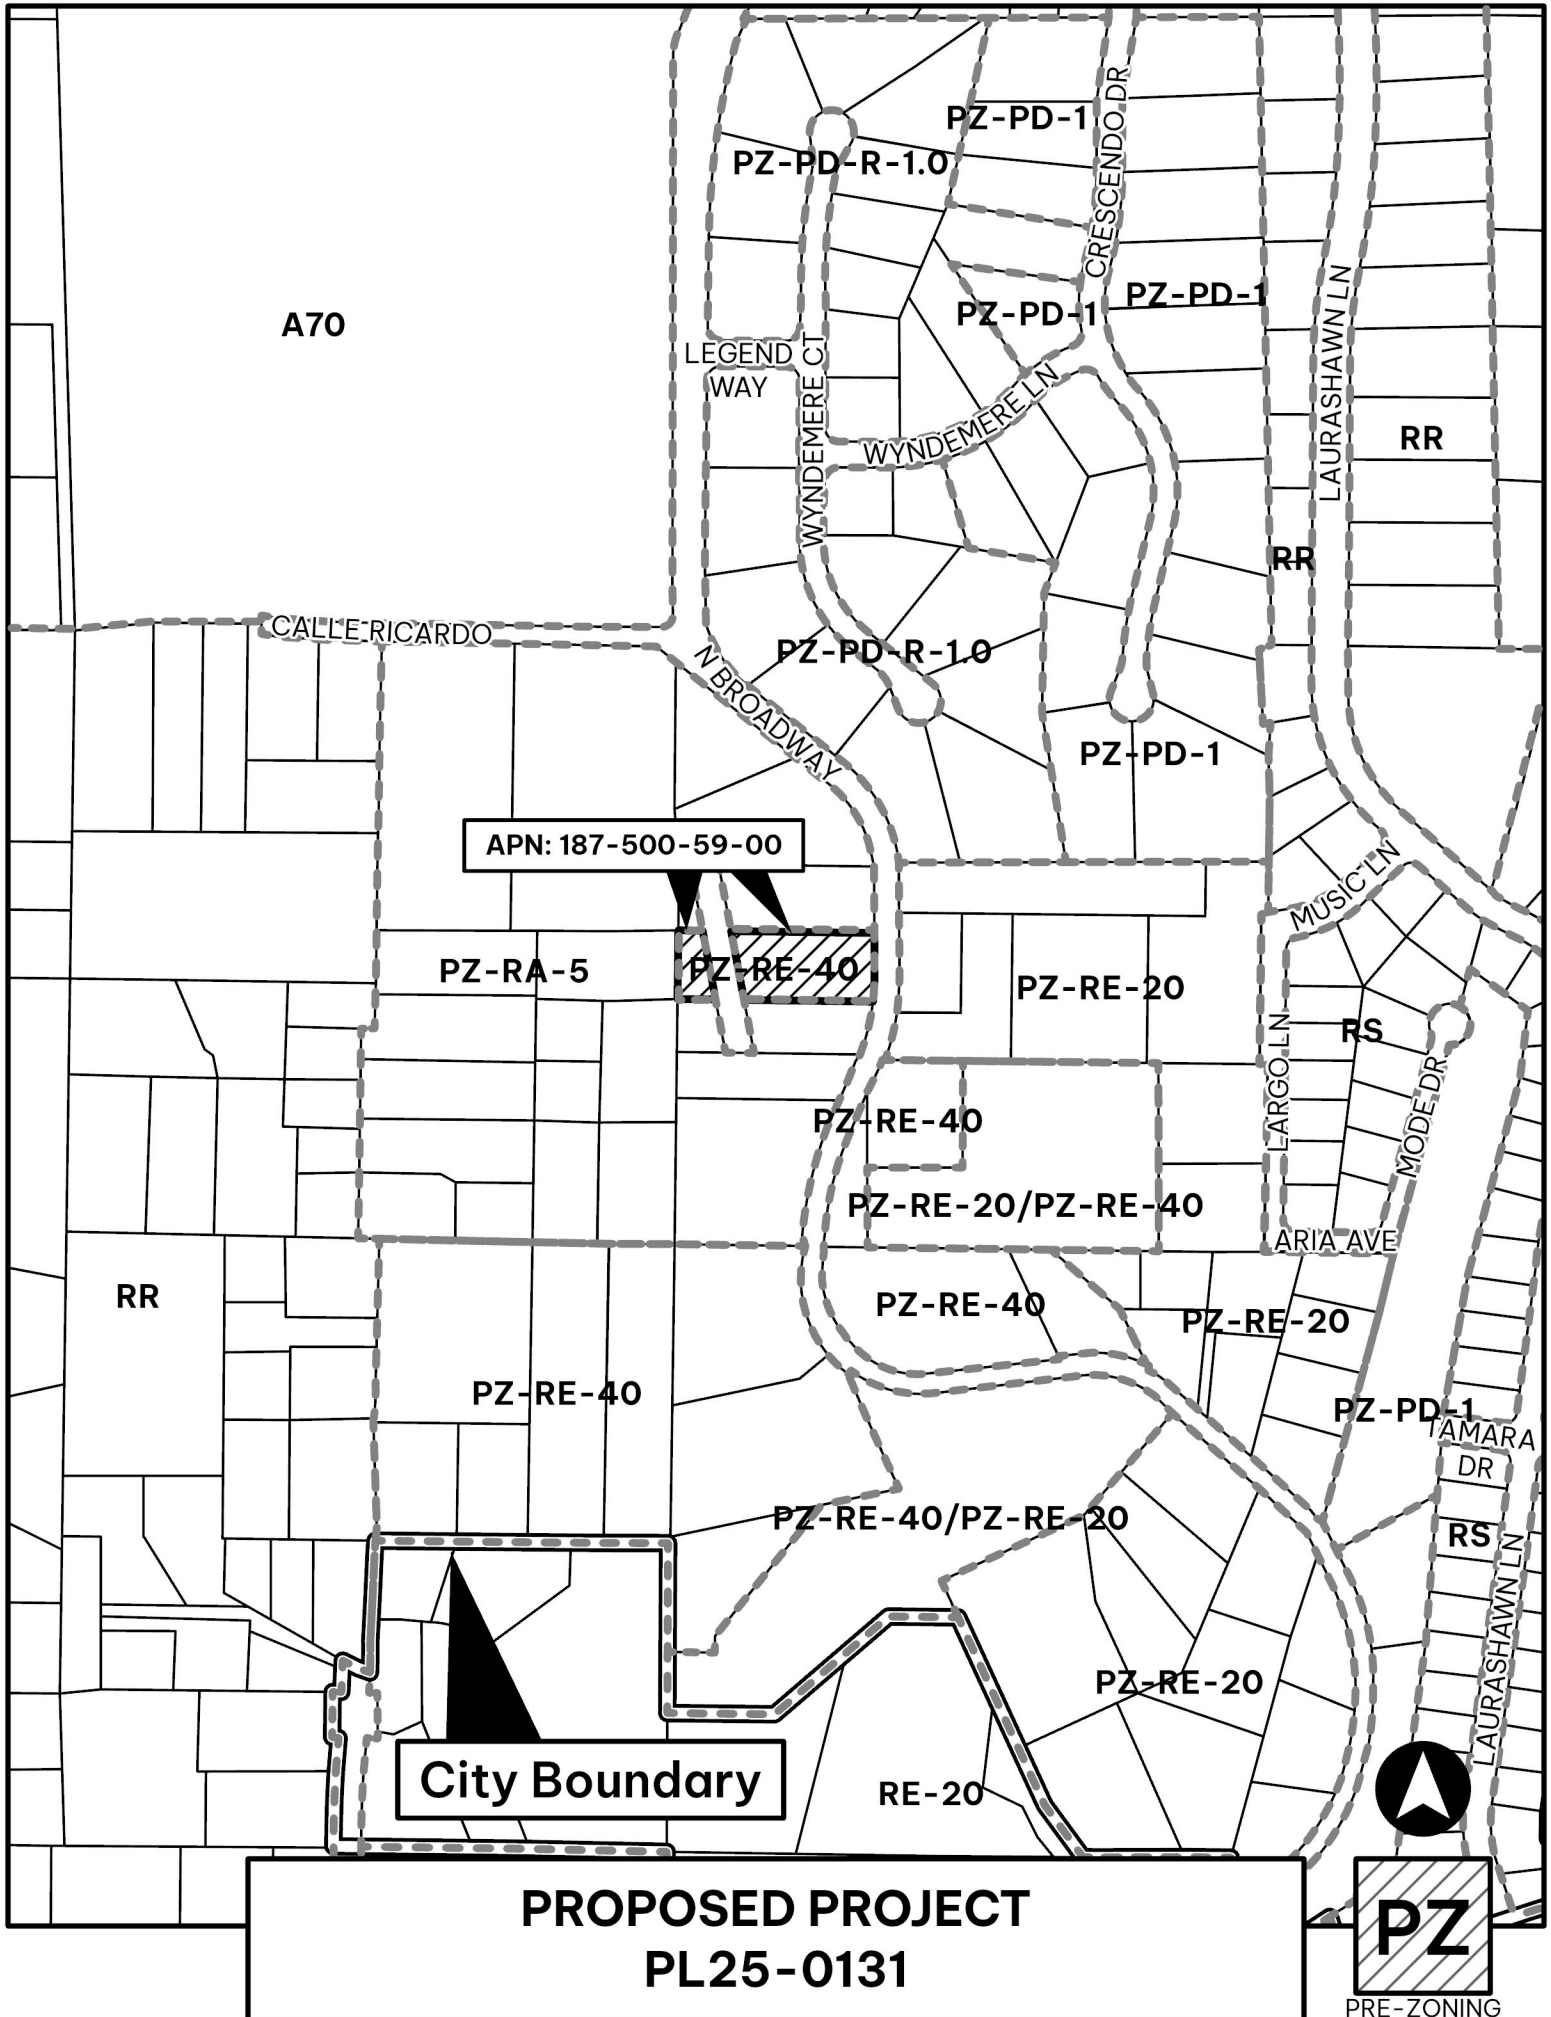 PZ-PD-1
PZ-PD-R-1.0
CRESCENDO DR
A70
PZ-PD-1
PZ-PD-1
LAURASHAWN LN
LEGEND
WAY
WYNDEMERE CT
WYNDEMERE LN
RR
RR
CALLE RICARDO
N BROADWAY
PZ-PD-R-1.0
PZ-PD-1
APN: 187-500-59-00
MUSIC LN
PZ-RA-5
PZ-RE-40
PZ-RE-20
RS
LARGO LN
MODE DR
PZ-RE-40
PZ-RE-20/PZ-RE-40
ARIA AVE
RR
PZ-RE-40
PZ-RE-20
PZ-RE-40
PZ-PD-1
TAMARA
DR
PZ-RE-40/PZ-RE-20
RS
LAURASHAWN LN
PZ-RE-20
City Boundary
RE-20
PROPOSED PROJECT
PL25-0131
PZ
PRE-ZONING